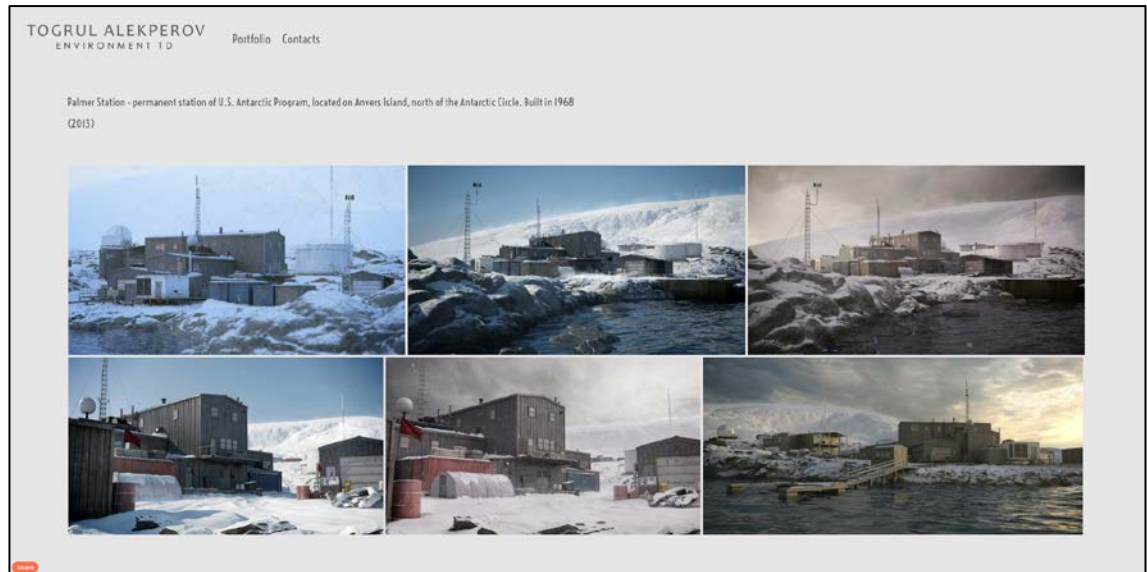 TOGRUL ALEKPEROV
ENVIRONMENT TD
Portfolio Contacts
Palmer Station - permanent station of U.S. Antarctic Program, located on Anvers Island, north of the Antarctic Circle. Built in 1968
(2013)
Share